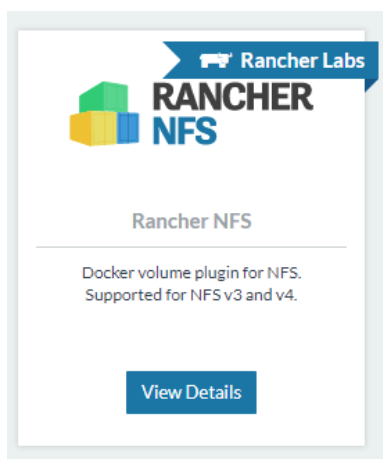 Rancher Labs
RANCHER
NFS
Rancher NFS
Docker volume plugin for NFS.
Supported for NFS v3 and v4.
View Details